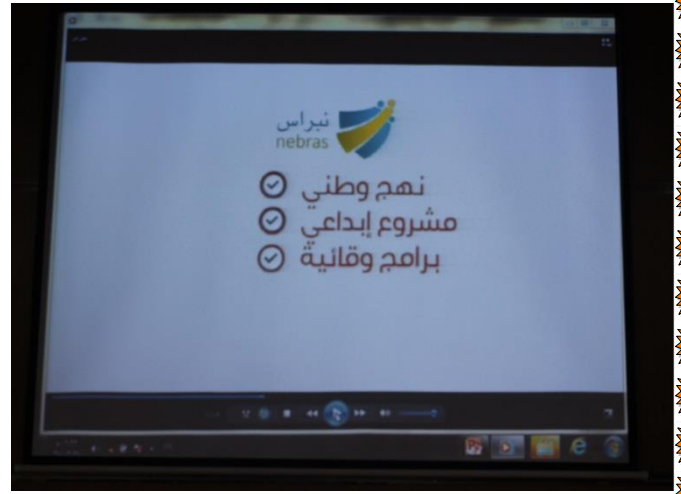 نبراس
nebras
نهج وطني
مشروع إبداعي
برامج وقائية